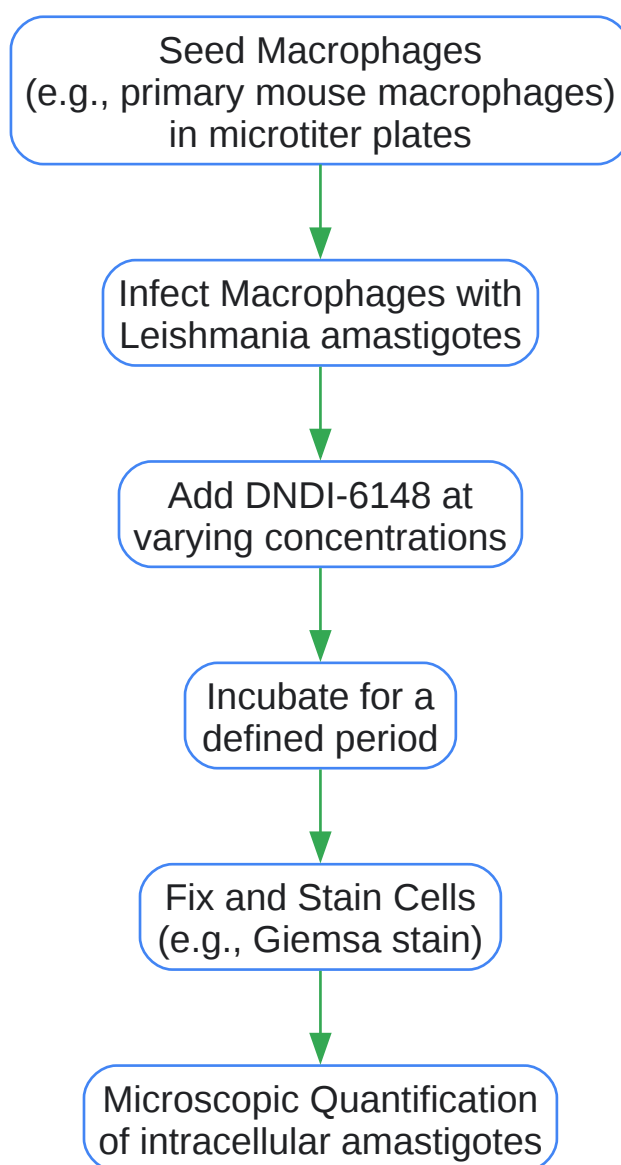 Seed Macrophages
(e.g., primary mouse macrophages)
in microtiter plates
Infect Macrophages with
Leishmania amastigotes
Add DNDI-6148 at
varying concentrations
Incubate for a
defined period
Fix and Stain Cells
(e.g., Giemsa stain)
Microscopic Quantification
of intracellular amastigotes